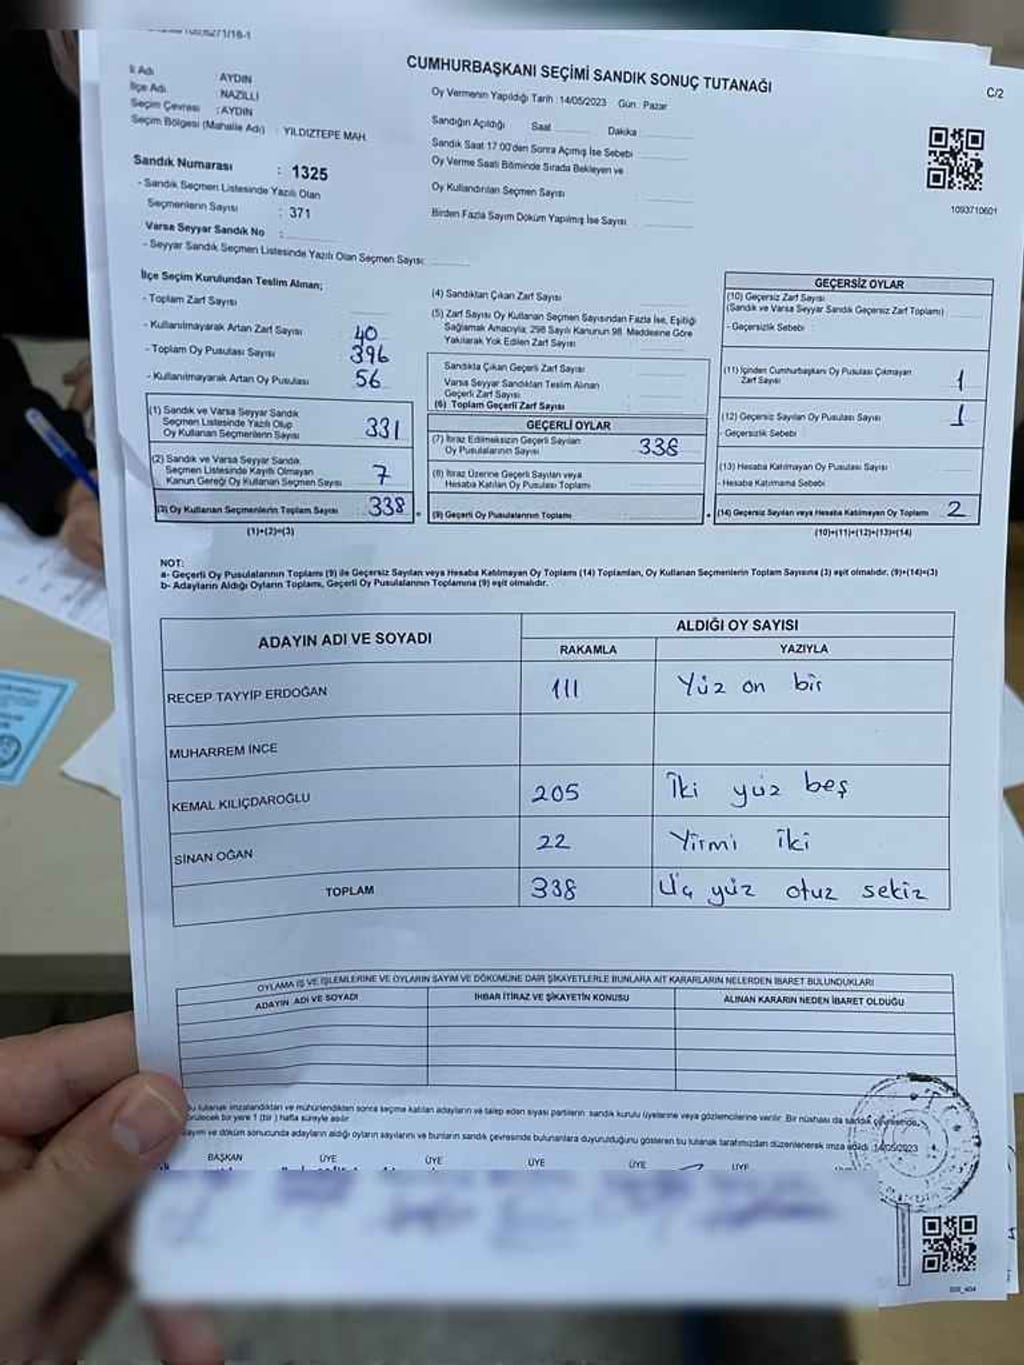 CUMHURBAŞKANI SEÇİMİ SANDIK SONUÇ TUTANAĞI
C/2
İl Adı : AYDIN
İlçe Adı : NAZİLLİ
Seçim Çevresi : AYDIN
Seçim Bölgesi (Mahalle Adı) : YILDIZTEPE MAH.
Sandık Numarası : 1325
- Sandık Seçmen Listesinde Yazılı Olan
Seçmenlerin Sayısı : 371
Varsa Seyyar Sandık No :
- Seyyar Sandık Seçmen Listesinde Yazılı Olan Seçmen Sayısı:
Oy Vermenin Yapıldığı Tarih :14/05/2023 Gün : Pazar
Sandığın Açıldığı Saat Dakika
Sandık Saat 17:00'den Sonra Açımış İse Sebebi
Oy Verme Saati Bitiminde Sırada Bekleyen ve
Oy Kullandırılan Seçmen Sayısı
Birden Fazla Sayım Döküm Yapılmış İse Sayısı
1093710601
İlçe Seçim Kurulundan Teslim Alınan;
- Toplam Zarf Sayısı
- Kullanılmayarak Artan Zarf Sayısı 40
- Toplam Oy Pusulası Sayısı 396
- Kullanılmayarak Artan Oy Pusulası 56
(1) Sandık ve Varsa Seyyar Sandık
Seçmen Listesinde Yazılı Olup
Oy Kullanan Seçmenlerin Sayısı 331
(2) Sandık ve Varsa Seyyar Sandık
Seçmen Listesinde Kayıtlı Olmayan
Kanun Gereği Oy Kullanan Seçmen Sayısı 7
(3) Oy Kullanan Seçmenlerin Toplam Sayısı 338
(1)+(2)=(3)
(4) Sandıktan Çıkan Zarf Sayısı
(5) Zarf Sayısı Oy Kullanan Seçmen Sayısından Fazla İse, Eşitliği
Sağlamak Amacıyla; 298 Sayılı Kanunun 98. Maddesine Göre
Yakılarak Yok Edilen Zarf Sayısı
Sandıkta Çıkan Geçerli Zarf Sayısı
Varsa Seyyar Sandıktan Teslim Alınan
Geçerli Zarf Sayısı
(6) Toplam Geçerli Zarf Sayısı
GEÇERLİ OYLAR
(7) İtiraz Edilmeksizin Geçerli Sayılan
Oy Pusulalarının Sayısı 336
(8) İtiraz Üzerine Geçerli Sayılan veya
Hesaba Katılan Oy Pusulası Toplamı
(9) Geçerli Oy Pusulalarının Toplamı
GEÇERSİZ OYLAR
(10) Geçersiz Zarf Sayısı
(Sandık ve Varsa Seyyar Sandık Geçersiz Zarf Toplamı)
- Geçersizlik Sebebi :
(11) İçinden Cumhurbaşkanı Oy Pusulası Çıkmayan
Zarf Sayısı 1
(12) Geçersiz Sayılan Oy Pusulası Sayısı 1
- Geçersizlik Sebebi
(13) Hesaba Katılmayan Oy Pusulası Sayısı
- Hesaba Katılmama Sebebi
(14) Geçersiz Sayılan veya Hesaba Katılmayan Oy Toplamı 2
(10)+(11)+(12)+(13)=(14)
NOT:
a- Geçerli Oy Pusulalarının Toplamı (9) ile Geçersiz Sayılan veya Hesaba Katılmayan Oy Toplamı (14) Toplamları, Oy Kullanan Seçmenlerin Toplam Sayısına (3) eşit olmalıdır. (9)+(14)=(3)
b- Adayların Aldığı Oyların Toplamı, Geçerli Oy Pusulalarının Toplamına (9) eşit olmalıdır.
ADAYIN ADI VE SOYADI
ALDIĞI OY SAYISI
RAKAMLA YAZIYLA
RECEP TAYYİP ERDOĞAN 111 Yüz on bir
MUHARREM İNCE
KEMAL KILIÇDAROĞLU 205 İki yüz beş
SİNAN OĞAN 22 Yirmi iki
TOPLAM 338 Üç yüz otuz sekiz
OYLAMA İŞ VE İŞLEMLERİNE VE OYLARIN SAYIM VE DÖKÜMÜNE DAİR ŞİKAYETLERLE BUNLARA AİT KARARLARIN NELERDEN İBARET BULUNDUKLARI
ADAYIN ADI VE SOYADI İHBAR İTİRAZ VE ŞİKAYETİN KONUSU ALINAN KARARIN NEDEN İBARET OLDUĞU
Bu tutanak imzalandıktan ve mühürlendikten sonra seçime katılan adayların ve talep eden siyasi partilerin sandık kurulu üyelerine veya gözlemcilerine verilir. Bir nüshası da sandık çevresinde,
görülecek bir yere 1 (bir) hafta süreyle asılır.
Sayım ve döküm sonucunda adayların aldığı oyların sayılarını ve bunların sandık çevresinde bulunanlara duyurulduğunu gösteren bu tutanak tarafımızdan düzenlenerek imza edildi. 14/05/2023
BAŞKAN ÜYE ÜYE ÜYE ÜYE ÜYE